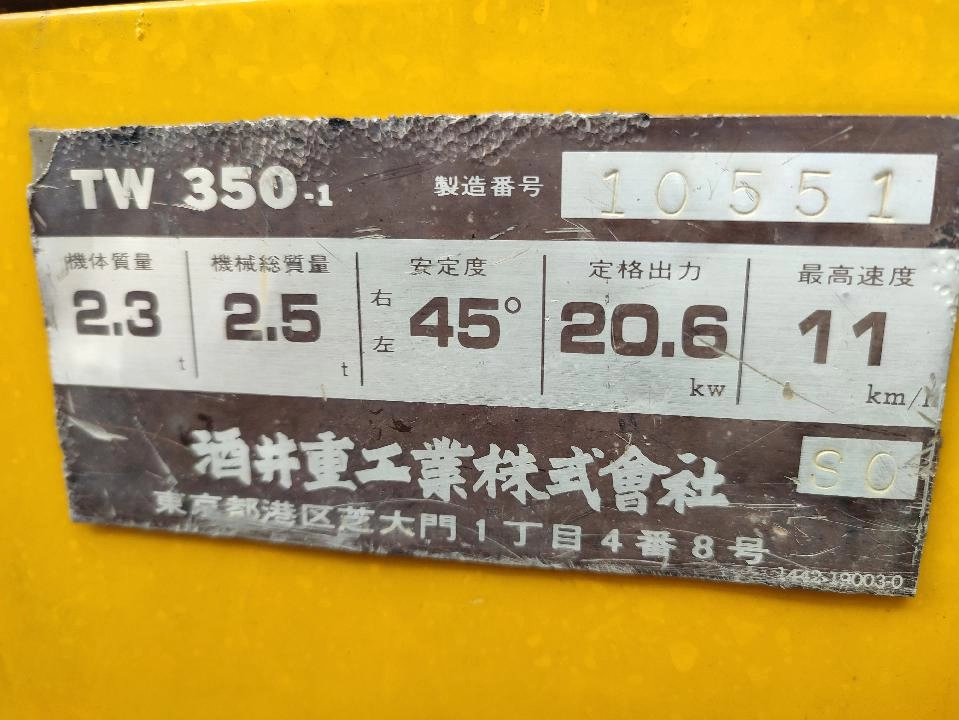 TW 350-1 製造番号 10551
機体質量 機械総質量 安定度 定格出力 最高速度
2.3 t 2.5 t 右 左 45° 20.6 kw 11 km/h
酒井重工業株式會社 SO
東京都港区芝大門1丁目4番8号
1442-19003-0